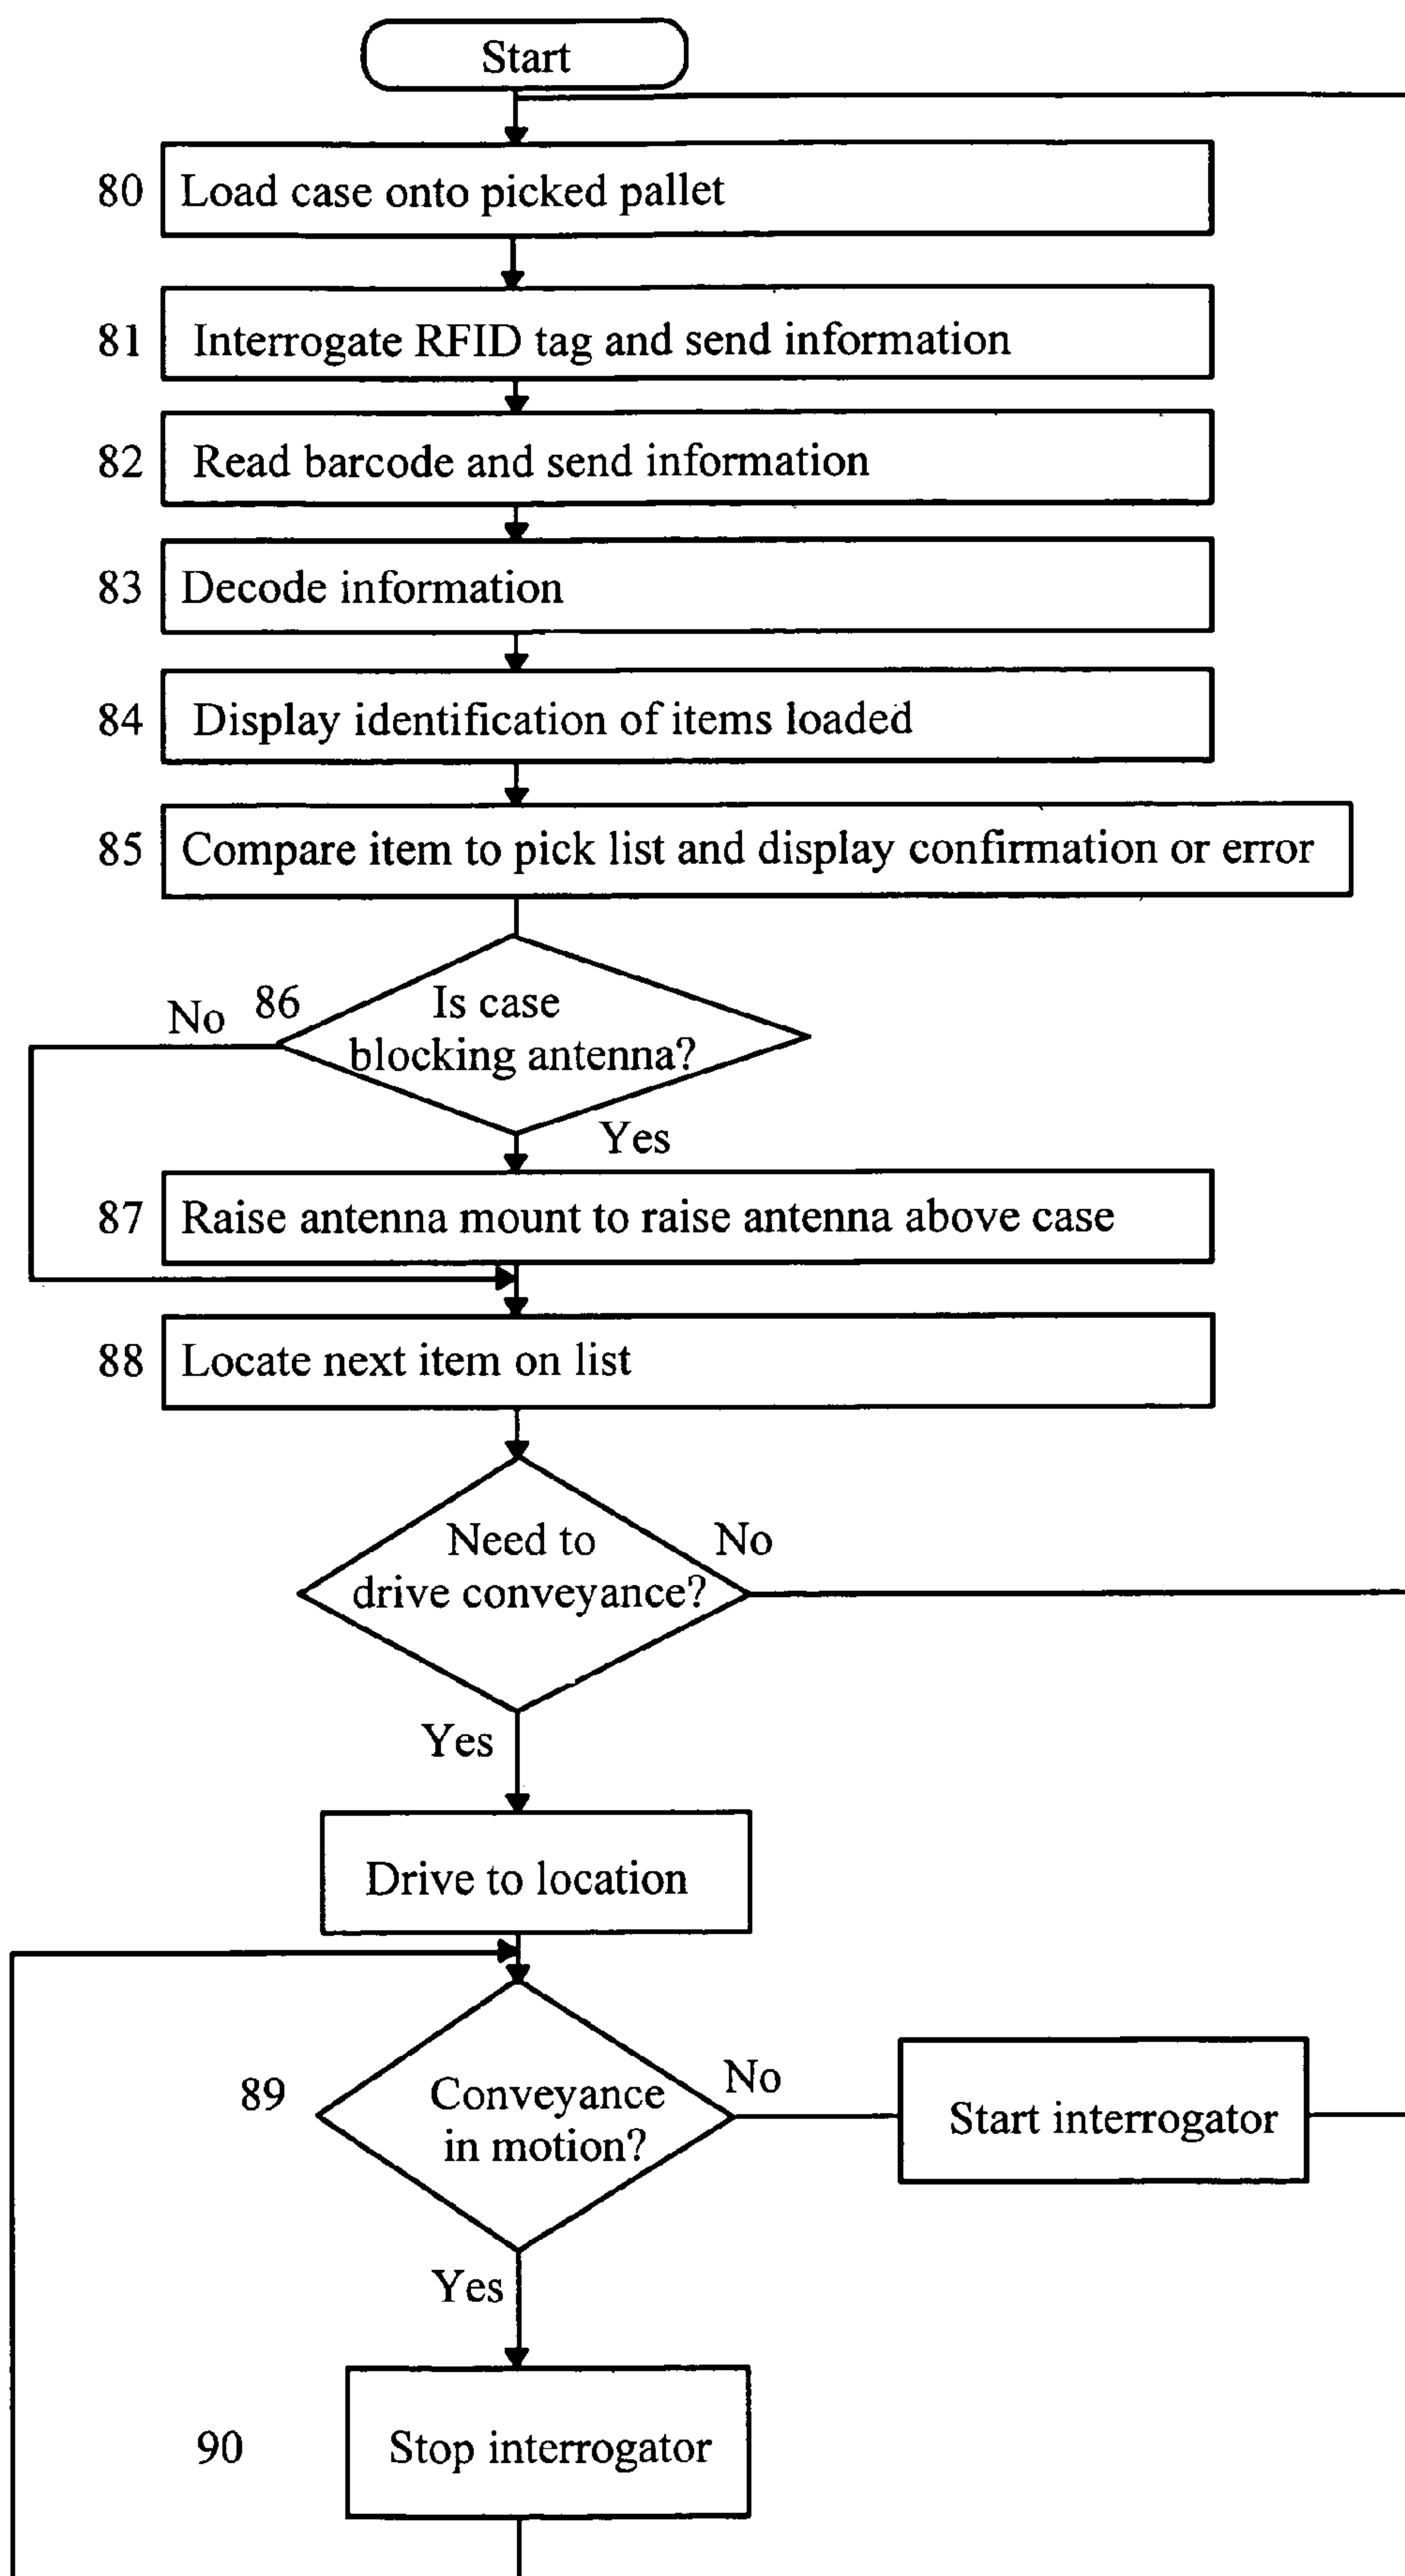 Start
80 Load case onto picked pallet
81 Interrogate RFID tag and send information
82 Read barcode and send information
83 Decode information
84 Display identification of items loaded
85 Compare item to pick list and display confirmation or error
No 86 Is case
blocking antenna?
Yes
87 Raise antenna mount to raise antenna above case
88 Locate next item on list
Need to No
drive conveyance?
Yes
Drive to location
89 Conveyance No
in motion?
Start interrogator
Yes
90 Stop interrogator